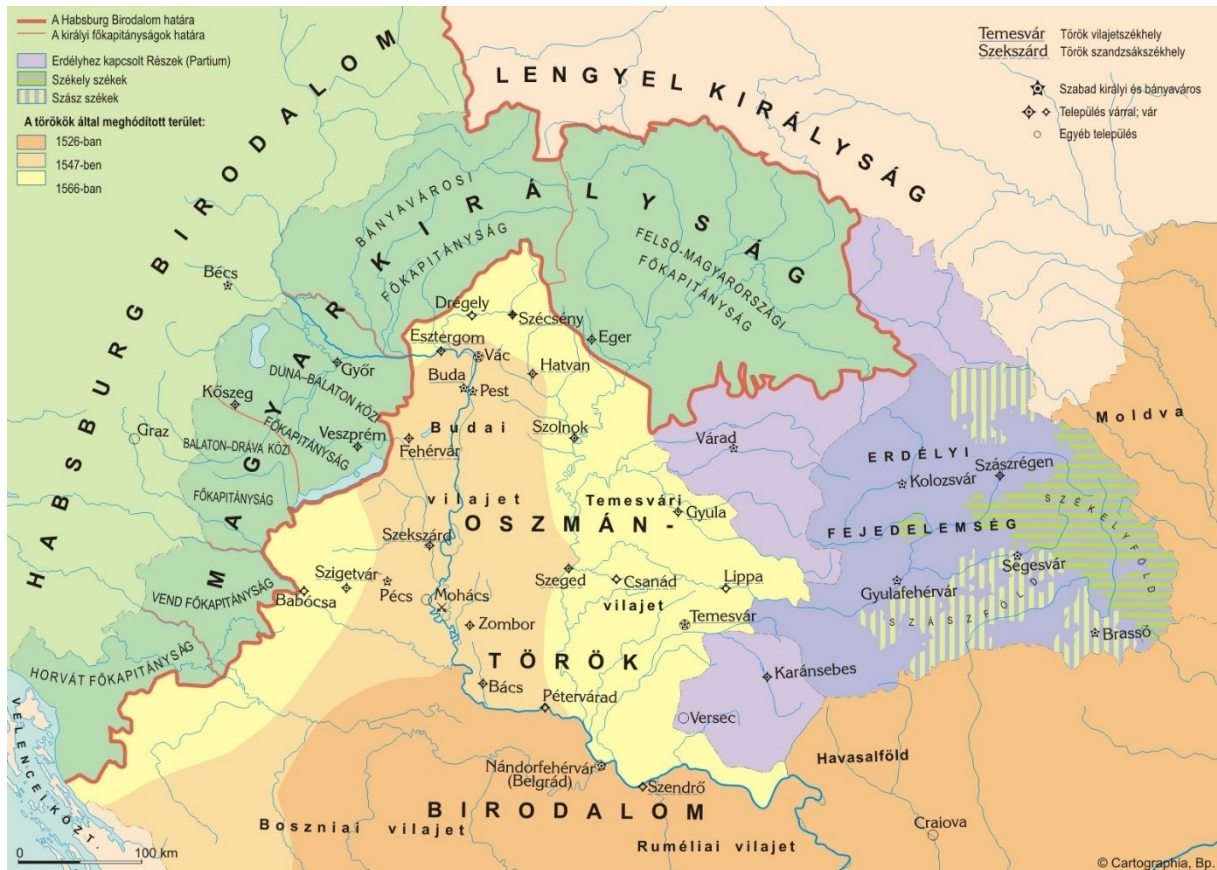 A Habsburg Birodalom határa
A királyi főkapitányságok határa
Erdélyhez kapcsolt Részek (Partium)
Székely székek
Szász székek
A törökök által meghódított terület:
1526-ban
1547-ben
1566-ban
Temesvár Török vilajetszékhely
Szekszárd Török szandzsákszékhely
Szabad királyi és bányaváros
Település várral; vár
Egyéb település
HABSBURG BIRODALOM
LENGYEL KIRÁLYSÁG
MAGYAR KIRÁLYSÁG
BÁNYAVÁROSI
FŐKAPITÁNYSÁG
FELSŐ-MAGYARORSZÁGI
FŐKAPITÁNYSÁG
Bécs
Drégely
Szécsény
Eger
Esztergom
Vác
Hatvan
Győr
DUNA–BALATON KÖZI
FŐKAPITÁNYSÁG
Buda
Pest
Kőszeg
Graz
Veszprém
BALATON–DRÁVA KÖZI
FŐKAPITÁNYSÁG
Fehérvár
Budai
vilajet
Szolnok
Várad
ERDÉLYI
FEJEDELEMSÉG
Kolozsvár
Szászrégen
Moldva
SZÉKELYFÖLD
Temesvári
vilajet
Gyula
OSZMÁN-
TÖRÖK
BIRODALOM
Szekszárd
Szigetvár
Babócsa
Pécs
Mohács
Szeged
Csanád
Lippa
Segesvár
Gyulafehérvár
SZÁSZFÖLD
Brassó
VEND FŐKAPITÁNYSÁG
HORVÁT FŐKAPITÁNYSÁG
Zombor
Temesvár
Bács
Pétervárad
Karánsebes
Versec
VELENCEI KÖZT.
Nándorfehérvár
(Belgrád)
Szendrő
Havasalföld
Boszniai vilajet
Ruméliai vilajet
Craiova
0 100 km
© Cartographia, Bp.